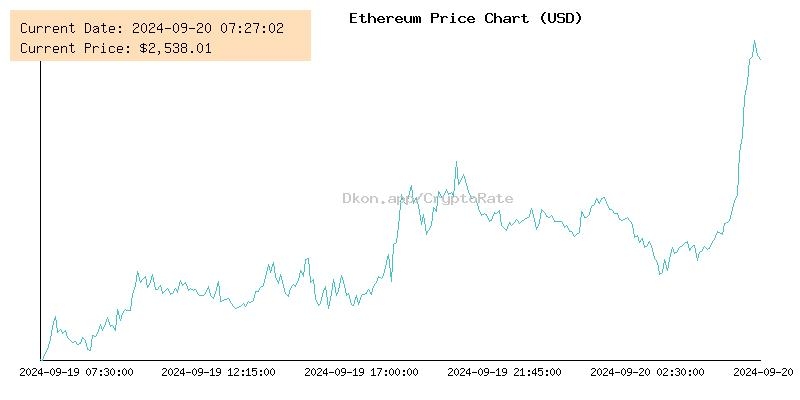 Ethereum Price Chart (USD)
Current Date: 2024-09-20 07:27:02
Current Price: $2,538.01
Dkon.app/CryptoRate
2024-09-19 07:30:00 2024-09-19 12:15:00 2024-09-19 17:00:00 2024-09-19 21:45:00 2024-09-20 02:30:00 2024-09-20